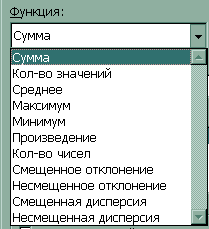 Функция:
Сумма
Сумма
Кол-во значений
Среднее
Максимум
Минимум
Произведение
Кол-во чисел
Смещенное отклонение
Несмещенное отклонение
Смещенная дисперсия
Несмещенная дисперсия